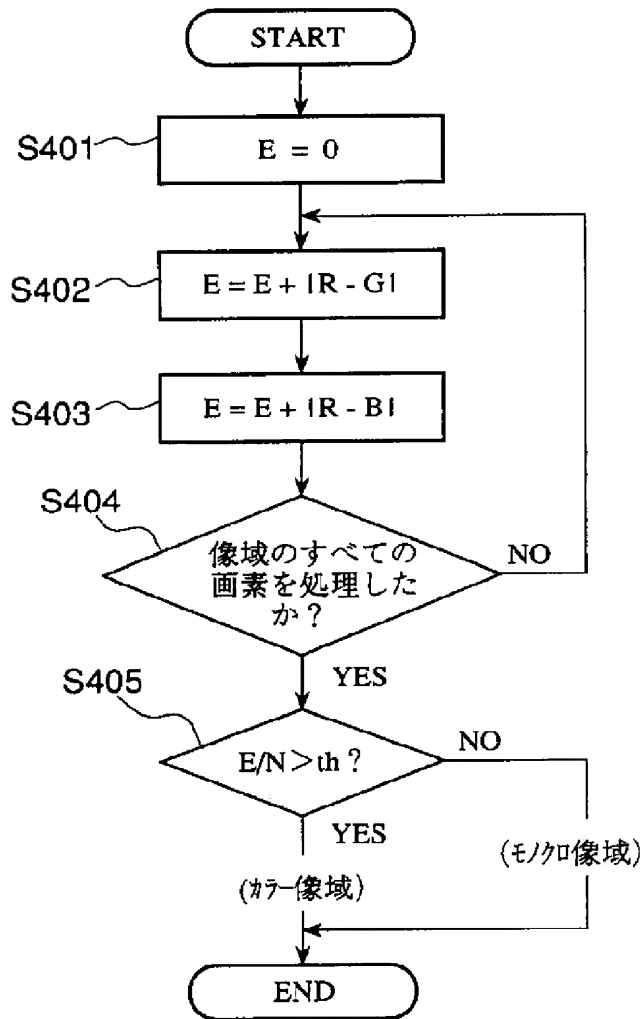 START
S401
E = 0
S402
E = E + |R - G|
S403
E = E + |R - B|
S404
像域のすべての
画素を処理した
か？
NO
YES
S405
E/N＞th？
NO
YES
(カラー像域)
(モノクロ像域)
END